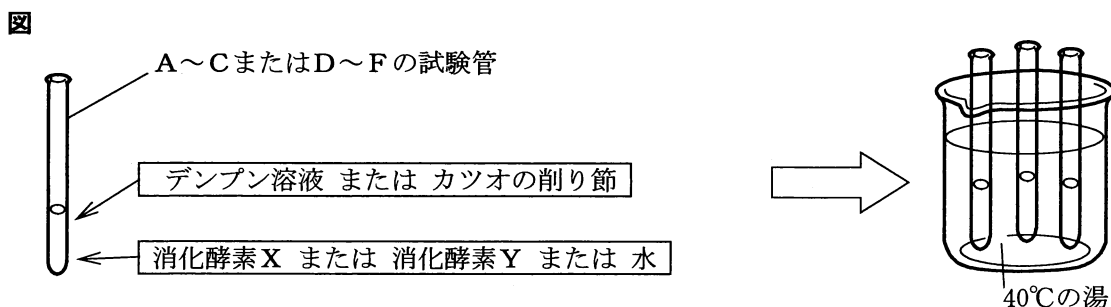 図
A～CまたはD～Fの試験管
デンプン溶液 または カツオの削り節
消化酵素X または 消化酵素Y または 水
40℃の湯